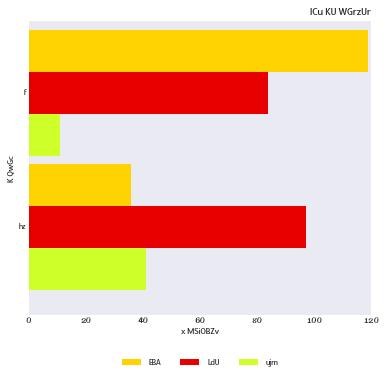 ICu KU WGrzUr
K QwGc
f
hz
0 20 40 60 80 100 120
x MSiOBZv
EBA LdU ujm